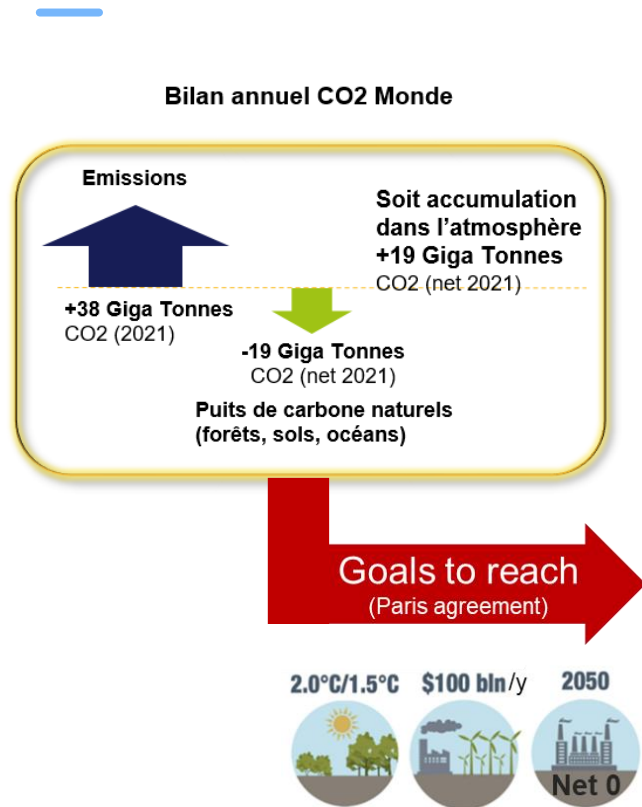 Bilan annuel CO2 Monde
Emissions
Soit accumulation
dans l'atmosphère
+19 Giga Tonnes
CO2 (net 2021)
+38 Giga Tonnes
CO2 (2021)
-19 Giga Tonnes
CO2 (net 2021)
Puits de carbone naturels
(forêts, sols, océans)
Goals to reach
(Paris agreement)
2.0°C/1.5°C $100 bln/y 2050
Net 0